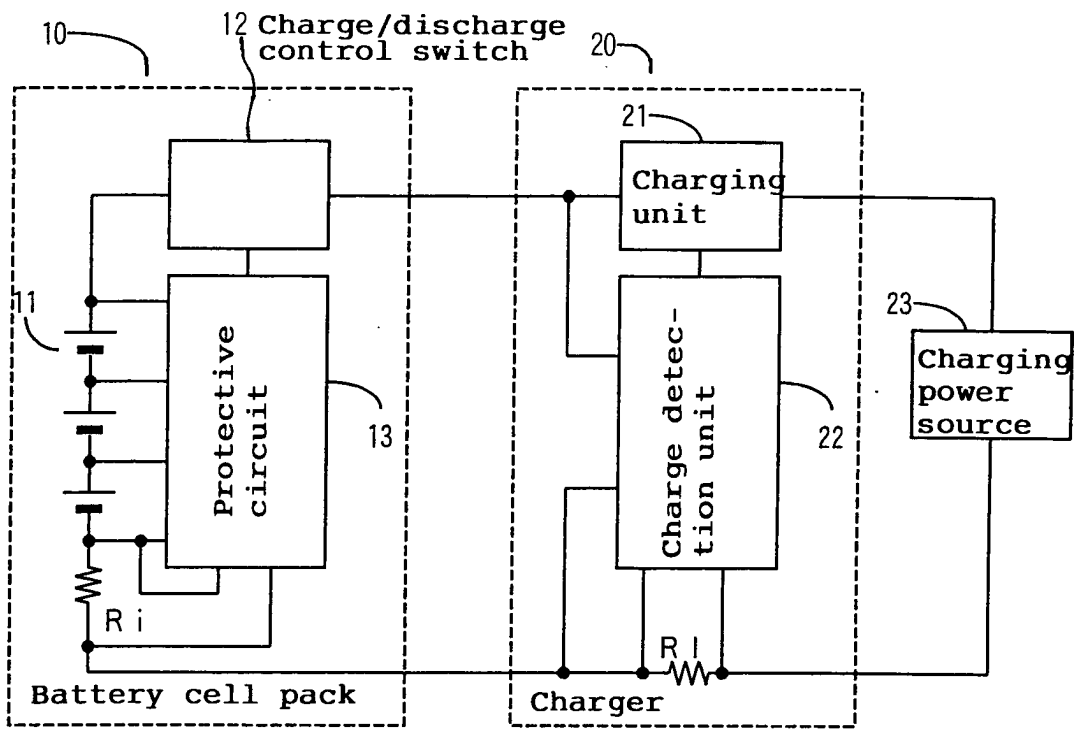 10
12 Charge/discharge
control switch
20
21
Charging
unit
11
23
Protective
circuit
13
Charge detec-
tion unit
22
Charging
power
source
R i
R I
Battery cell pack
Charger